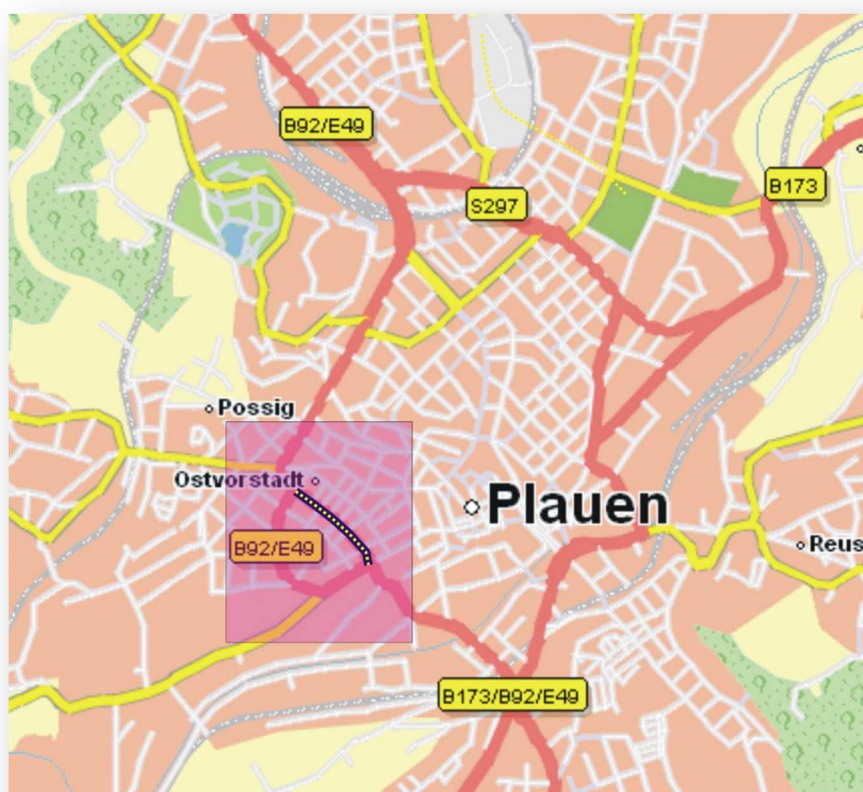 B92/E49
B173
S297
Possig
Ostvorstadt
Plauen
B92/E49
Reus
B173/B92/E49